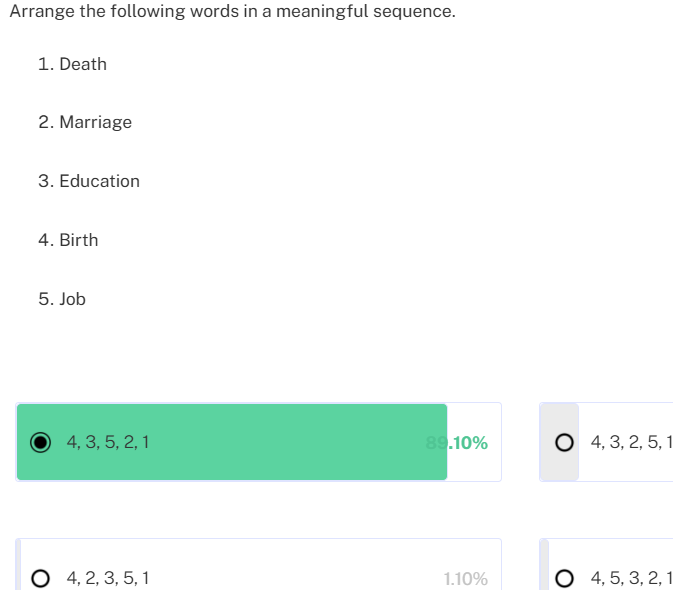 Arrange the following words in a meaningful sequence.
1. Death
2. Marriage
3. Education
4. Birth
5. Job
4, 3, 5, 2, 1 89.10%
4, 3, 2, 5, 1
4, 2, 3, 5, 1 1.10%
4, 5, 3, 2, 1